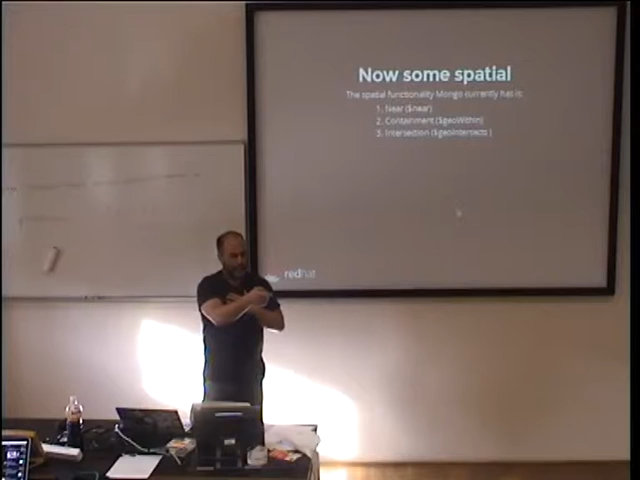 Now some spatial
The spatial functionality Mongo currently has is:
1. Near ($near)
2. Containment ($geoWithin)
3. Intersection ($geoIntersects)
redhat